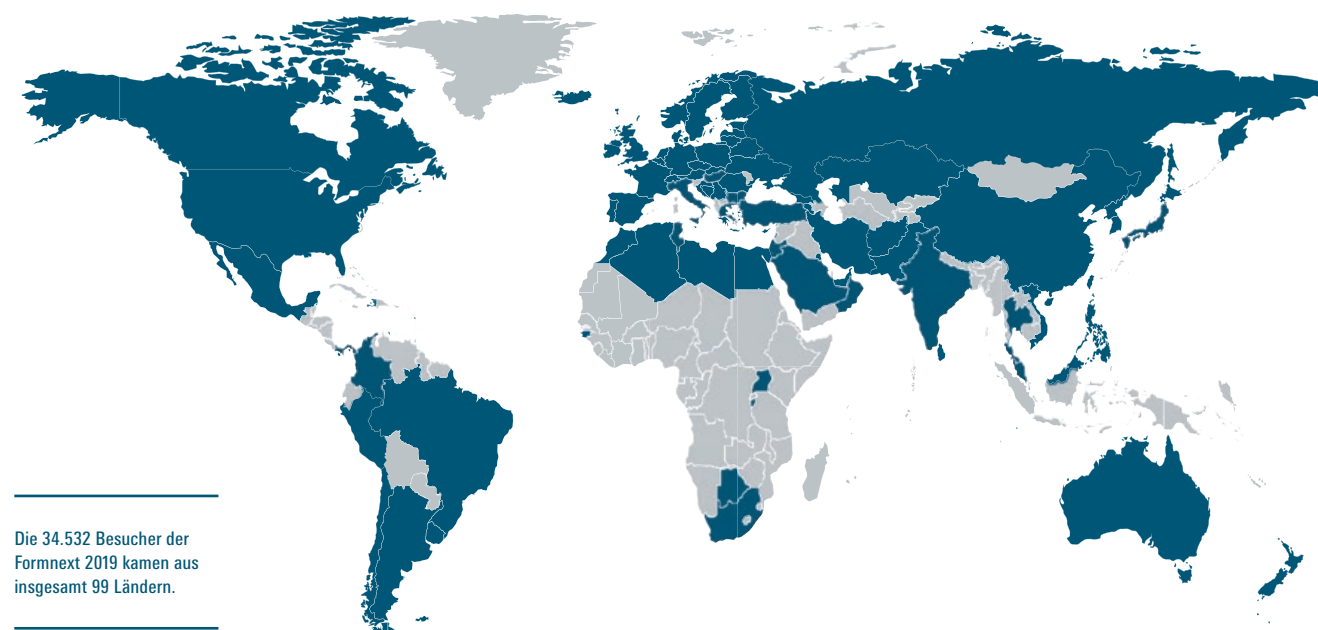 Die 34.532 Besucher der
Formnext 2019 kamen aus
insgesamt 99 Ländern.